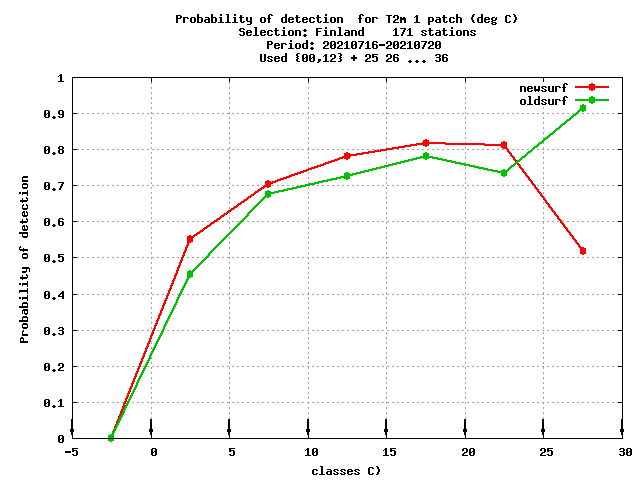 Probability of detection  for T2m 1 patch (deg C)
Selection: Finland    171 stations
Period: 20210716-20210720
Used {00,12} + 25 26 ... 36
newsurf
oldsurf
Probability of detection
1
0.9
0.8
0.7
0.6
0.5
0.4
0.3
0.2
0.1
0
-5 0 5 10 15 20 25 30
classes C)